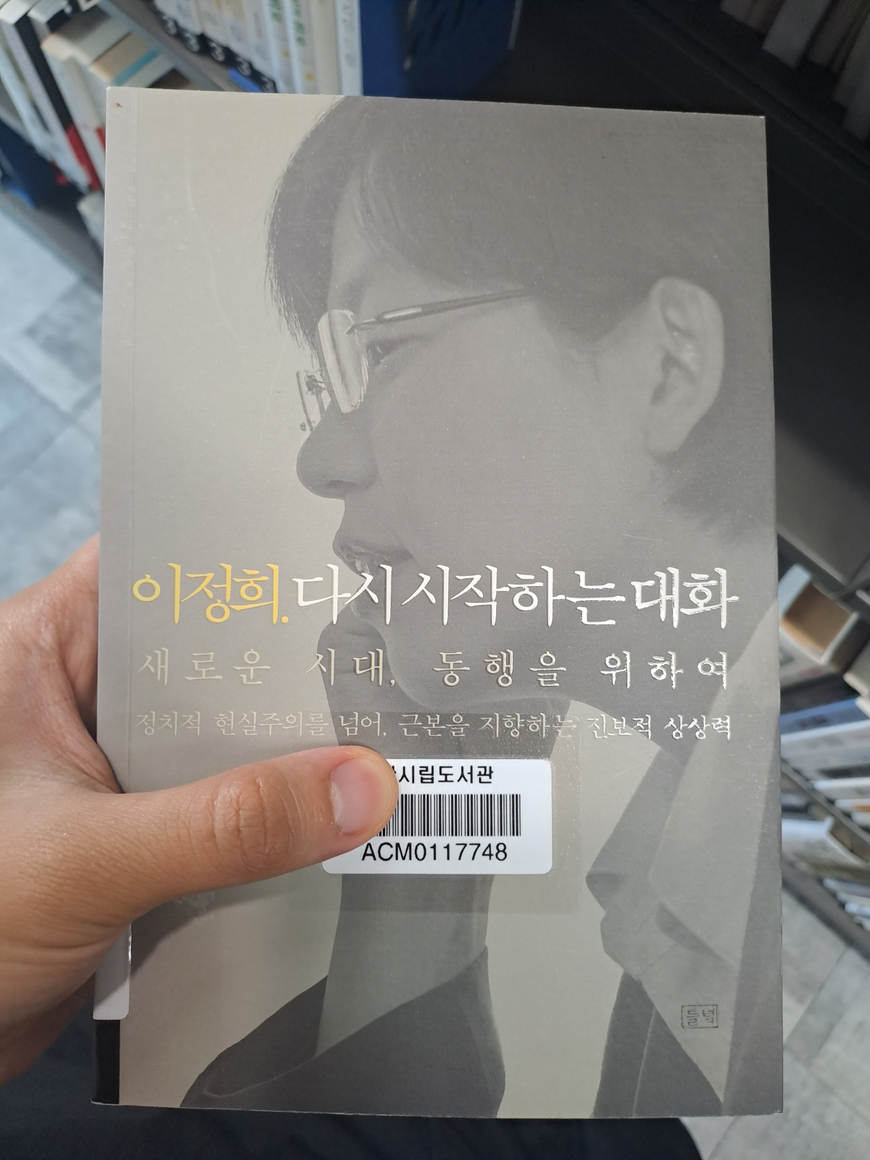 이정희. 다시 시작하는 대화
새로운 시대, 동행을 위하여
정치적 현실주의를 넘어, 근본을 지향하는 진보적 상상력
시립도서관
ACM0117748
들녘